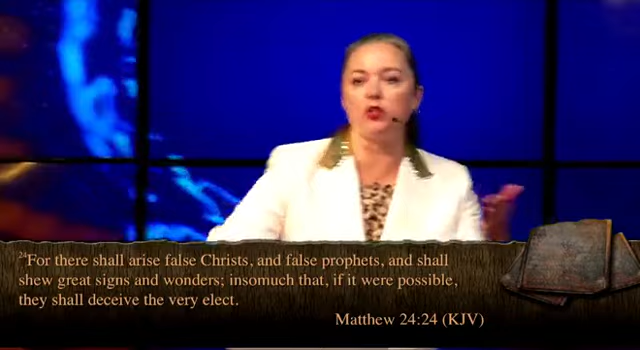 24For there shall arise false Christs, and false prophets, and shall
shew great signs and wonders; insomuch that, if it were possible,
they shall deceive the very elect.
Matthew 24:24 (KJV)